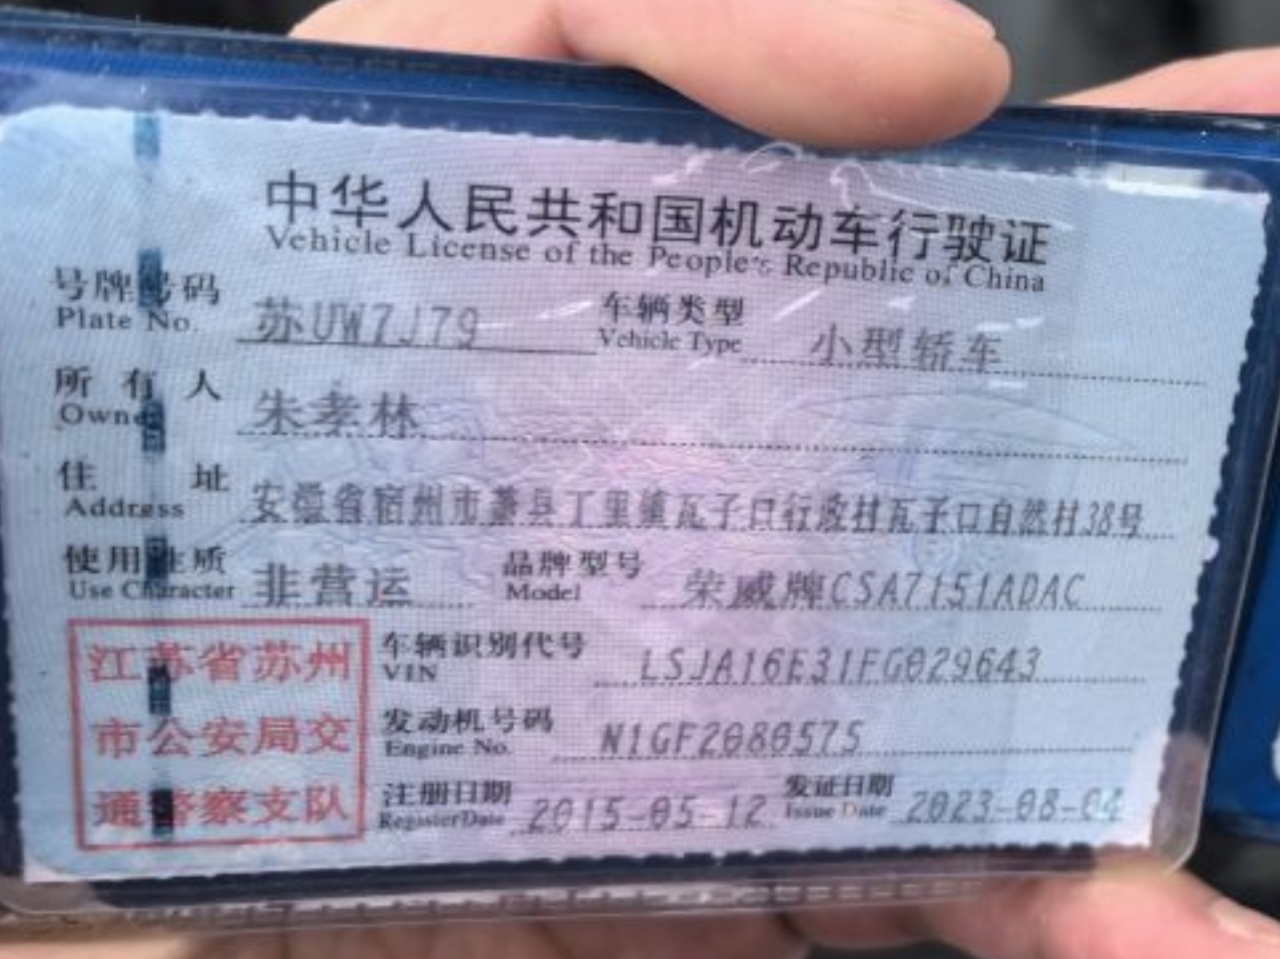 中华人民共和国机动车行驶证
Vehicle License of the People's Republic of China
号牌号码 苏UW7J79 车辆类型 小型轿车
Plate No. Vehicle Type
所有人 朱孝林
Owner
住址 安徽省宿州市萧县丁里镇瓦子口行政村瓦子口自然村38号
Address
使用性质 非营运 品牌型号 荣威牌CSA7151ADAC
Use Character Model
江苏省苏州 车辆识别代号 LSJA16E31FG029643
VIN
市公安局交 发动机号码 N1GF2080575
Engine No.
通警察支队 注册日期 2015-05-12 发证日期 2023-08-04
Register Date Issue Date